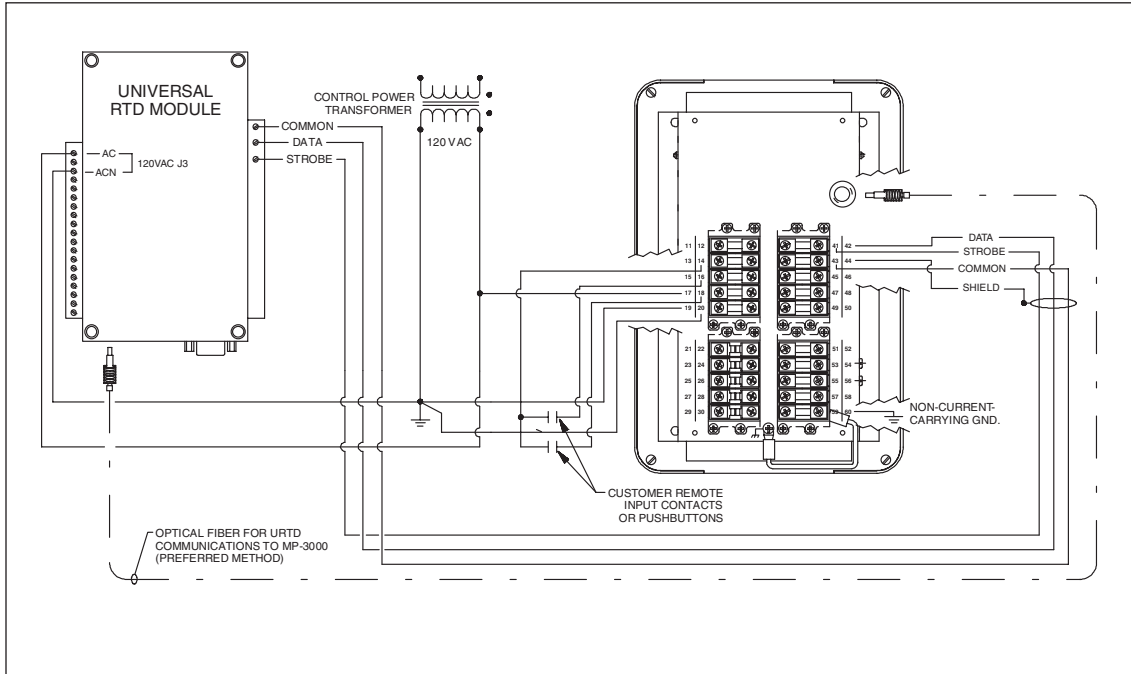 UNIVERSAL
RTD MODULE
CONTROL POWER
TRANSFORMER
120 VAC
COMMON
DATA
STROBE
AC
120VAC J3
ACN
11 12
13 14
15 16
17 18
19 20
21 22
23 24
25 26
27 28
29 30
41 42
43 44
45 46
47 48
49 50
51 52
53 54
55 56
57 58
59 60
DATA
STROBE
COMMON
SHIELD
NON-CURRENT-
CARRYING GND.
CUSTOMER REMOTE
INPUT CONTACTS
OR PUSHBUTTONS
OPTICAL FIBER FOR URTD
COMMUNICATIONS TO MP-3000
(PREFERRED METHOD)